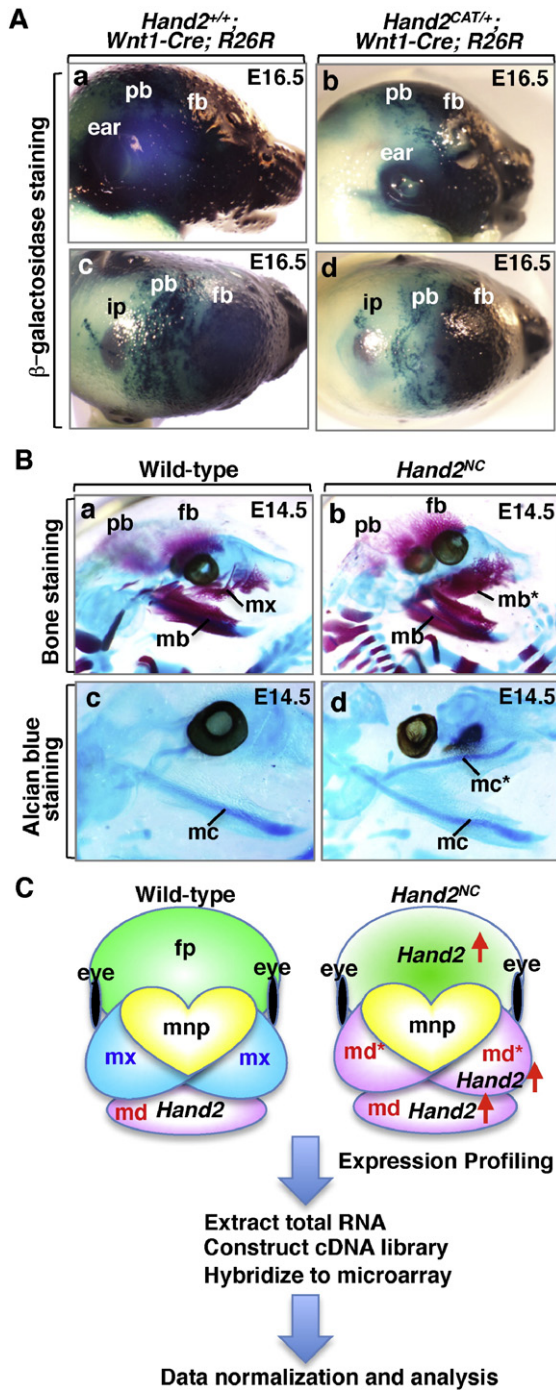 A
Hand2+/+;
Wnt1-Cre; R26R
Hand2CAT/+;
Wnt1-Cre; R26R
β-galactosidase staining
a
E16.5
pb
fb
ear
b
E16.5
pb
fb
ear
c
E16.5
pb
fb
ip
d
E16.5
ip
pb
fb
B
Wild-type
Hand2NC
Bone staining
a
E14.5
fb
pb
mx
mb
b
E14.5
fb
pb
mb*
mb
Alcian blue
staining
c
E14.5
mc
d
E14.5
mc*
mc
C
Wild-type
Hand2NC
fp
eye
eye
mnp
mx
mx
md Hand2
Hand2
eye
eye
mnp
md*
md*
Hand2
md Hand2
Expression Profiling
Extract total RNA
Construct cDNA library
Hybridize to microarray
Data normalization and analysis